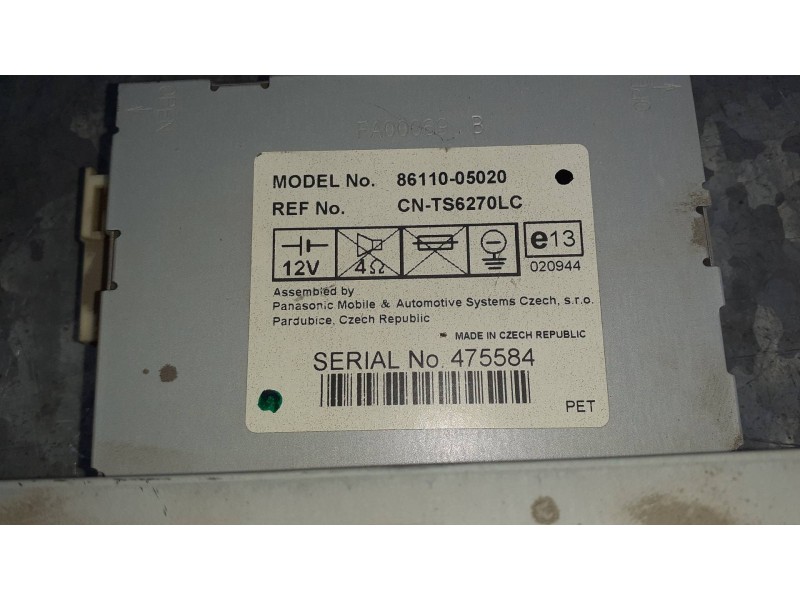 MODEL No. 86110-05020
REF No. CN-TS6270LC
12V 4Ω e13
020944
Assembled by
Panasonic Mobile & Automotive Systems Czech, s.r.o.
Pardubice, Czech Republic
MADE IN CZECH REPUBLIC
SERIAL No. 475584
PET